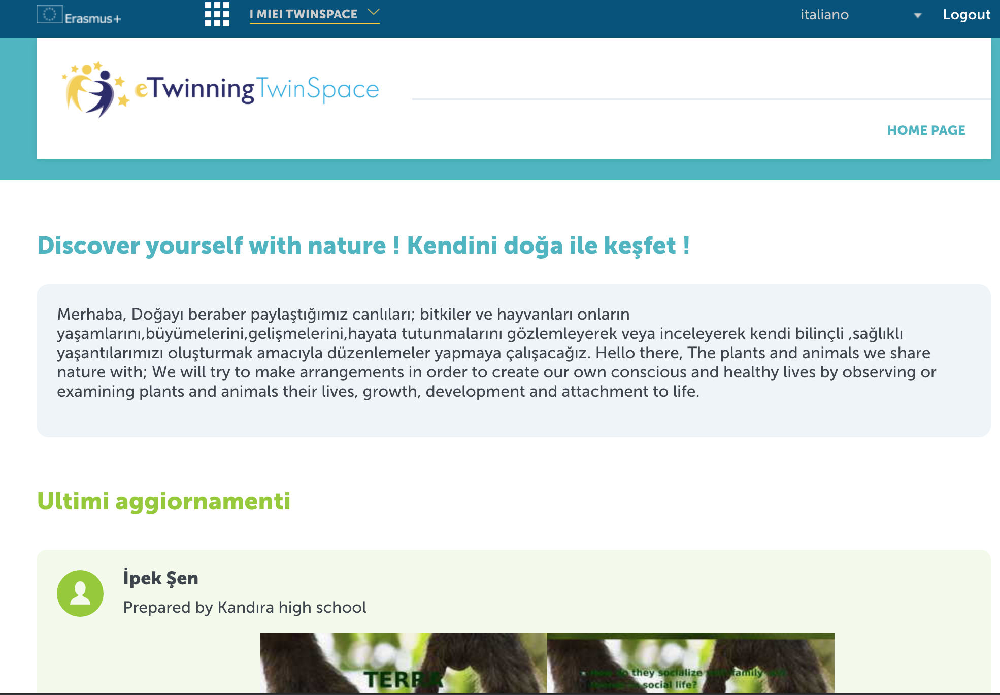 Erasmus+
I MIEI TWINSPACE
italiano
Logout
eTwinning TwinSpace
HOME PAGE
Discover yourself with nature ! Kendini doğa ile keşfet !
Merhaba, Doğayı beraber paylaştığımız canlıları; bitkiler ve hayvanları onların
yaşamlarını,büyümelerini,gelişmelerini,hayata tutunmalarını gözlemleyerek veya inceleyerek kendi bilinçli ,sağlıklı
yaşantılarımızı oluşturmak amacıyla düzenlemeler yapmaya çalışacağız. Hello there, The plants and animals we share
nature with; We will try to make arrangements in order to create our own conscious and healthy lives by observing or
examining plants and animals their lives, growth, development and attachment to life.
Ultimi aggiornamenti
İpek Şen
Prepared by Kandıra high school
TERRA
How do they socialize family
social life?